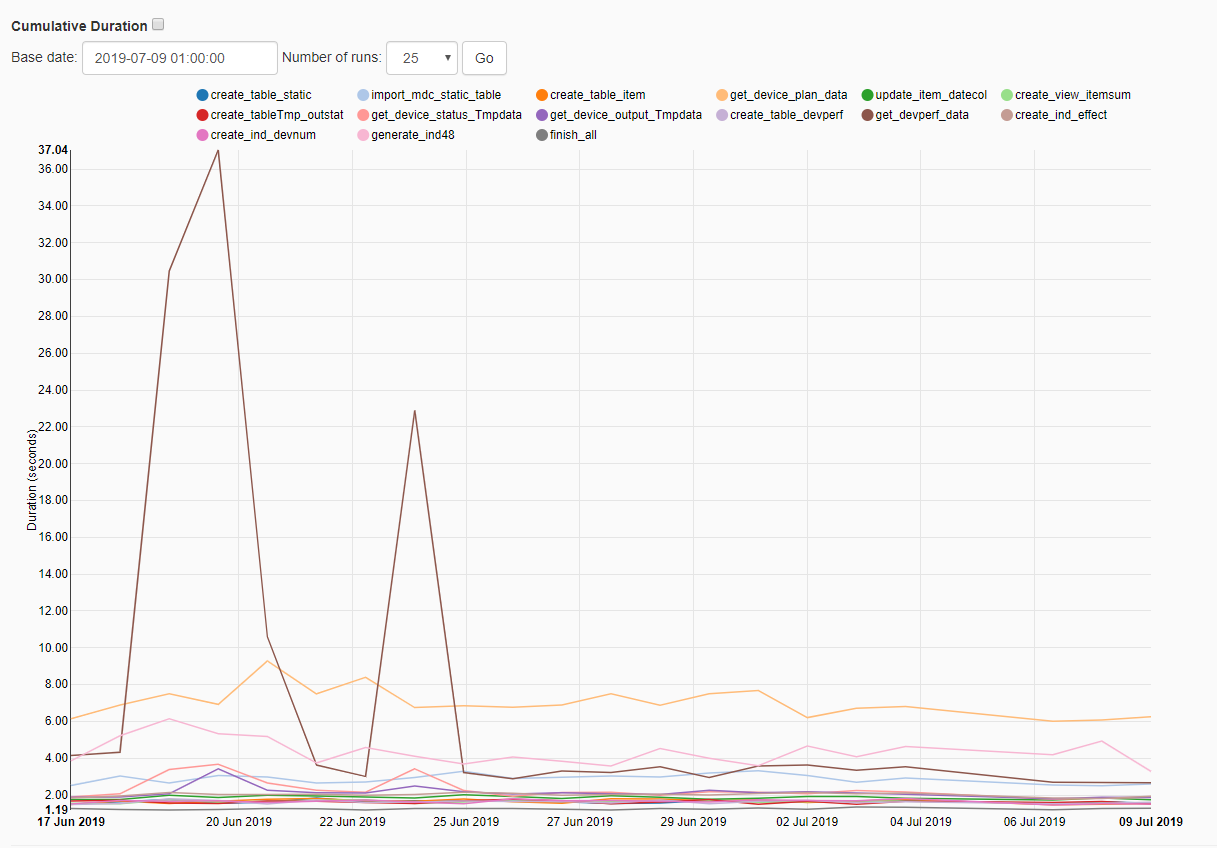 Cumulative Duration
Base date: 2019-07-09 01:00:00 Number of runs: 25 Go
create_table_static import_mdc_static_table create_table_item get_device_plan_data update_item_datecol create_view_itemsum
create_tableTmp_outstat get_device_status_Tmpdata get_device_output_Tmpdata create_table_devperf get_devperf_data create_ind_effect
create_ind_devnum generate_ind48 finish_all
37.04
36.00
34.00
32.00
30.00
28.00
26.00
24.00
22.00
20.00
18.00
16.00
14.00
12.00
10.00
8.00
6.00
4.00
2.00
1.19
Duration (seconds)
17 Jun 2019 20 Jun 2019 22 Jun 2019 25 Jun 2019 27 Jun 2019 29 Jun 2019 02 Jul 2019 04 Jul 2019 06 Jul 2019 09 Jul 2019